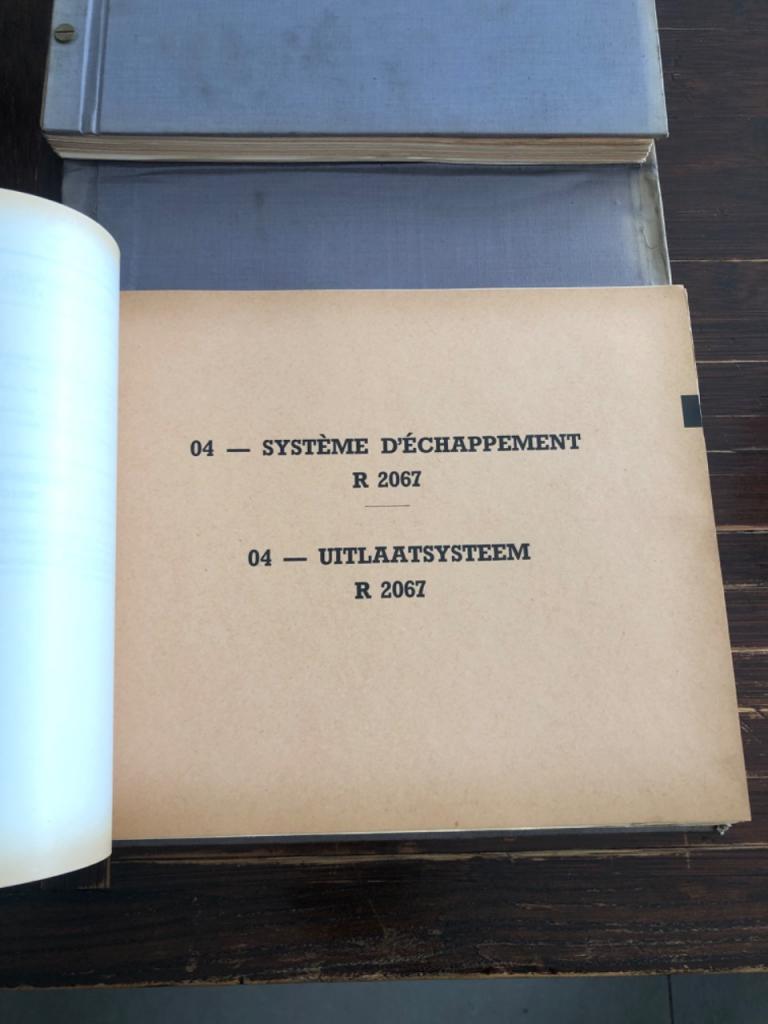 04 — SYSTÈME D'ÉCHAPPEMENT
R 2067
04 — UITLAATSYSTEEM
R 2067